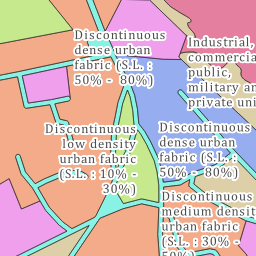 Discontinuous
dense urban
fabric (S.L. :
50% -  80%)
Industrial,
commercial
public,
military an
private uni
Discontinuous
low density
urban fabric
(S.L. : 10% -
30%)
Discontinuous
dense urban
fabric (S.L. :
50% -  80%)
Discontinuous
medium densit
urban fabric
(S.L. : 30% -
50%)